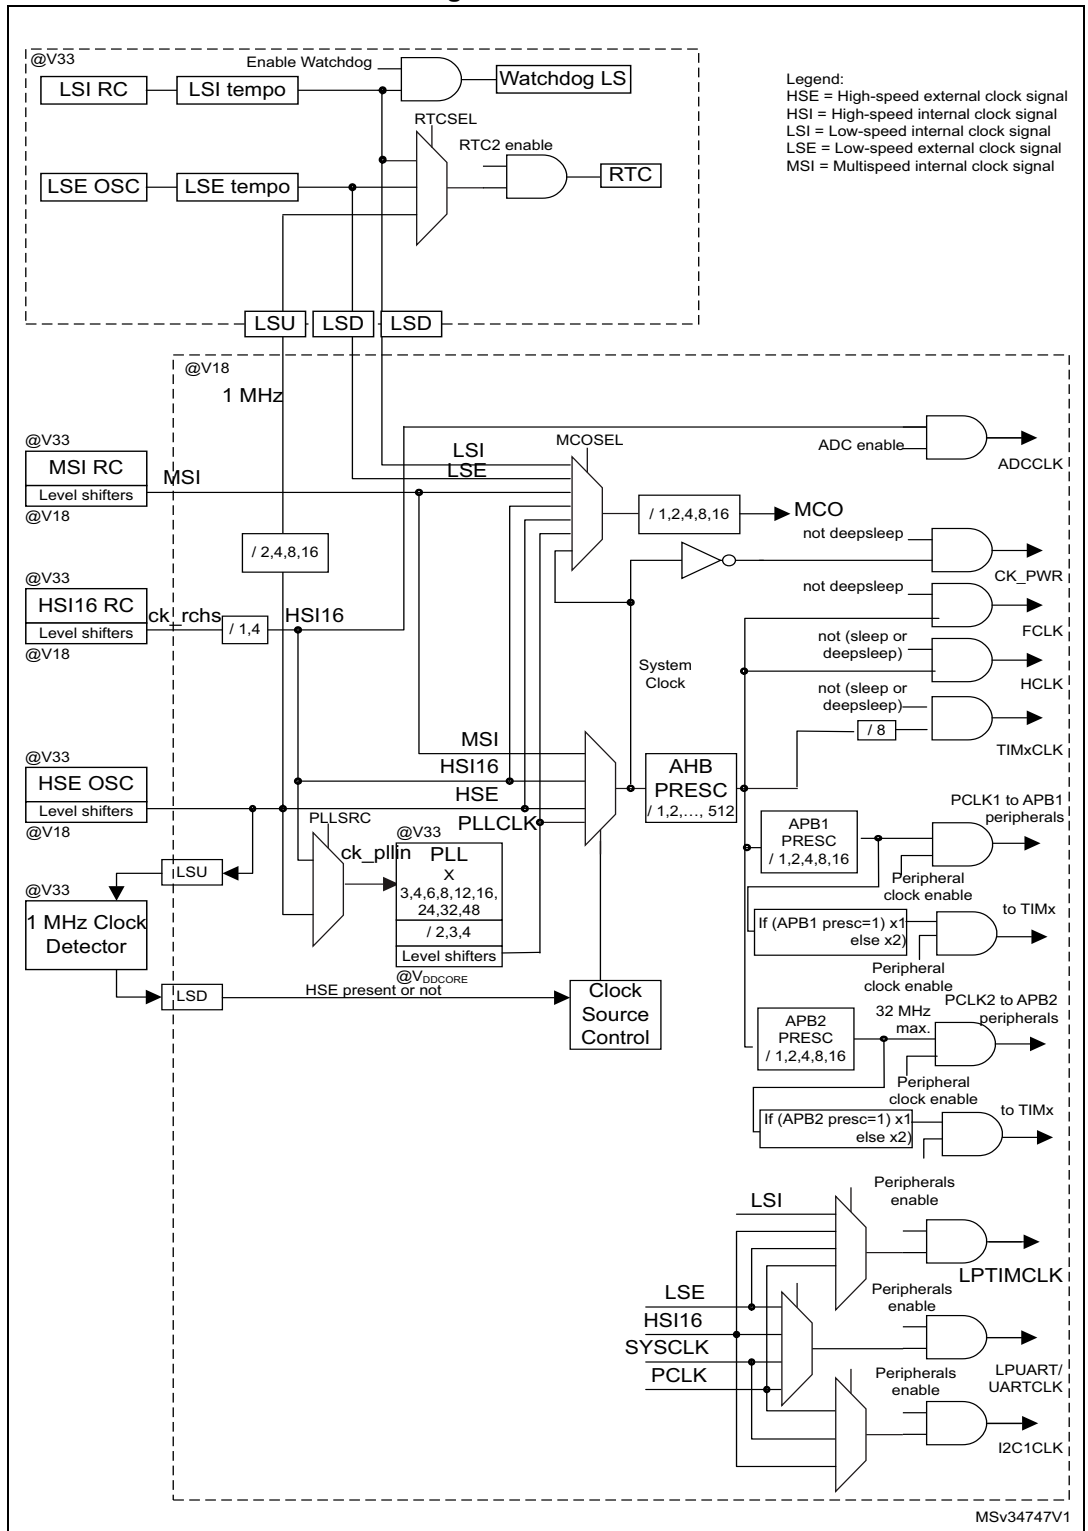 @V33
Enable Watchdog
LSI RC
LSI tempo
Watchdog LS
Legend:
HSE = High-speed external clock signal
HSI = High-speed internal clock signal
LSI = Low-speed internal clock signal
LSE = Low-speed external clock signal
MSI = Multispeed internal clock signal
RTCSEL
RTC2 enable
LSE OSC
LSE tempo
RTC
LSU
LSD
LSD
@V18
1 MHz
@V33
MSI RC
Level shifters
@V18
MSI
LSI
LSE
MCOSEL
ADC enable
ADCCLK
/ 1,2,4,8,16
MCO
/ 2,4,8,16
not deepsleep
CK_PWR
@V33
HSI16 RC
Level shifters
@V18
ck_rchs
/ 1,4
HSI16
not deepsleep
FCLK
not (sleep or
deepsleep)
HCLK
System
Clock
not (sleep or
deepsleep)
/ 8
TIMxCLK
@V33
HSE OSC
Level shifters
@V18
MSI
HSI16
HSE
PLLCLK
AHB
PRESC
/ 1,2,..., 512
PLLSRC
ck_pllin
@V33
PLL
X
3,4,6,8,12,16,
24,32,48
/ 2,3,4
Level shifters
@VDDCORE
PCLK1 to APB1
peripherals
APB1
PRESC
/ 1,2,4,8,16
Peripheral
clock enable
LSU
@V33
1 MHz Clock
Detector
LSD
HSE present or not
Clock
Source
Control
If (APB1 presc=1) x1
else x2)
to TIMx
Peripheral
clock enable
PCLK2 to APB2
peripherals
32 MHz
max.
APB2
PRESC
/ 1,2,4,8,16
Peripheral
clock enable
If (APB2 presc=1) x1
else x2)
to TIMx
Peripherals
enable
LSI
LPTIMCLK
LSE
HSI16
SYSCLK
PCLK
Peripherals
enable
LPUART/
UARTCLK
Peripherals
enable
I2C1CLK
MSv34747V1